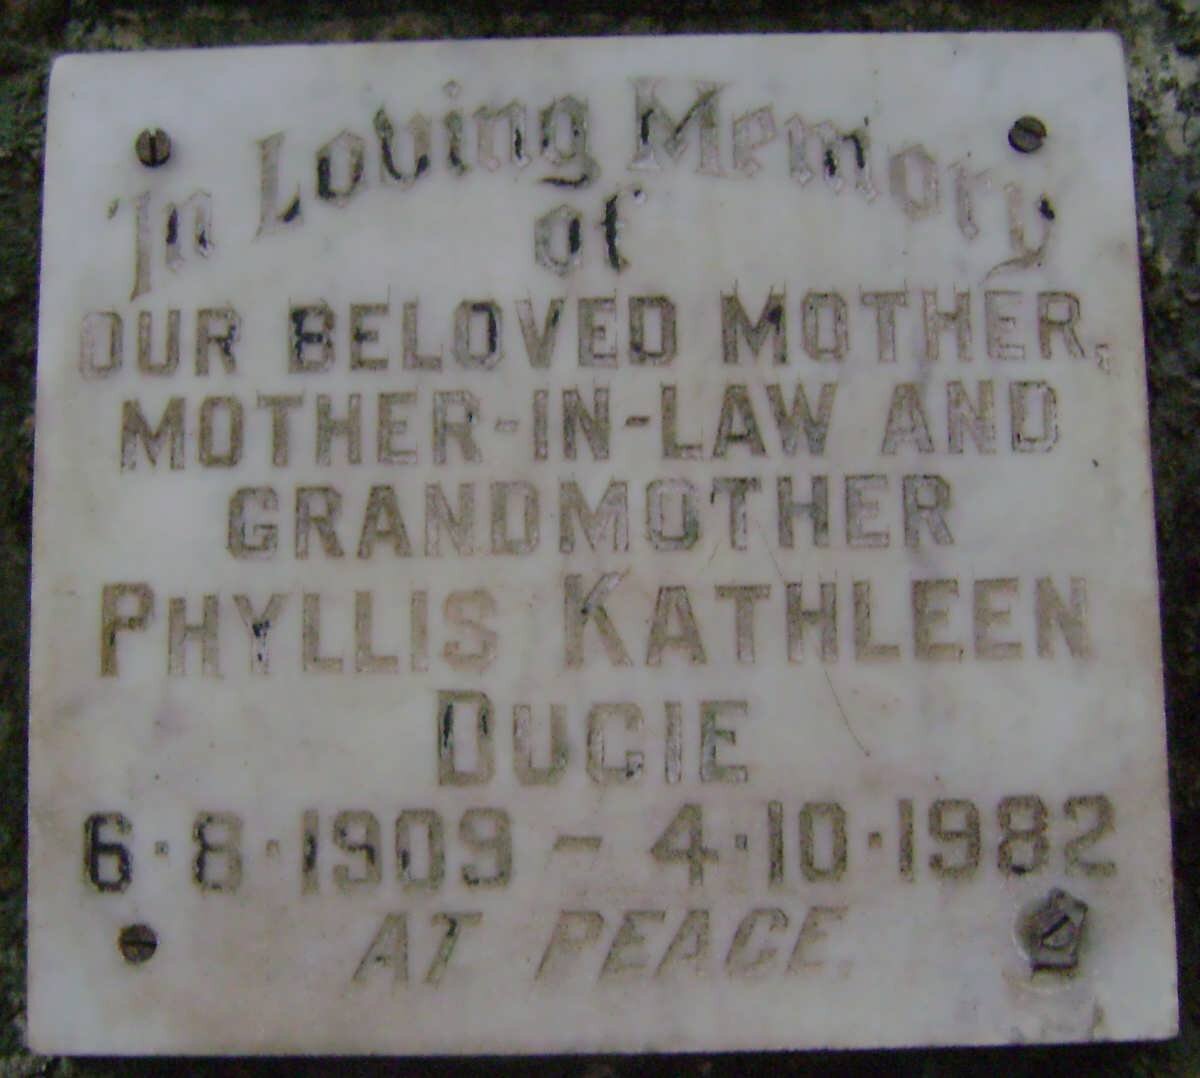 In Loving Memory
of
OUR BELOVED MOTHER,
MOTHER-IN-LAW AND
GRANDMOTHER
PHYLLIS KATHLEEN
DUCIE
6·8·1909 – 4·10·1982
AT PEACE.